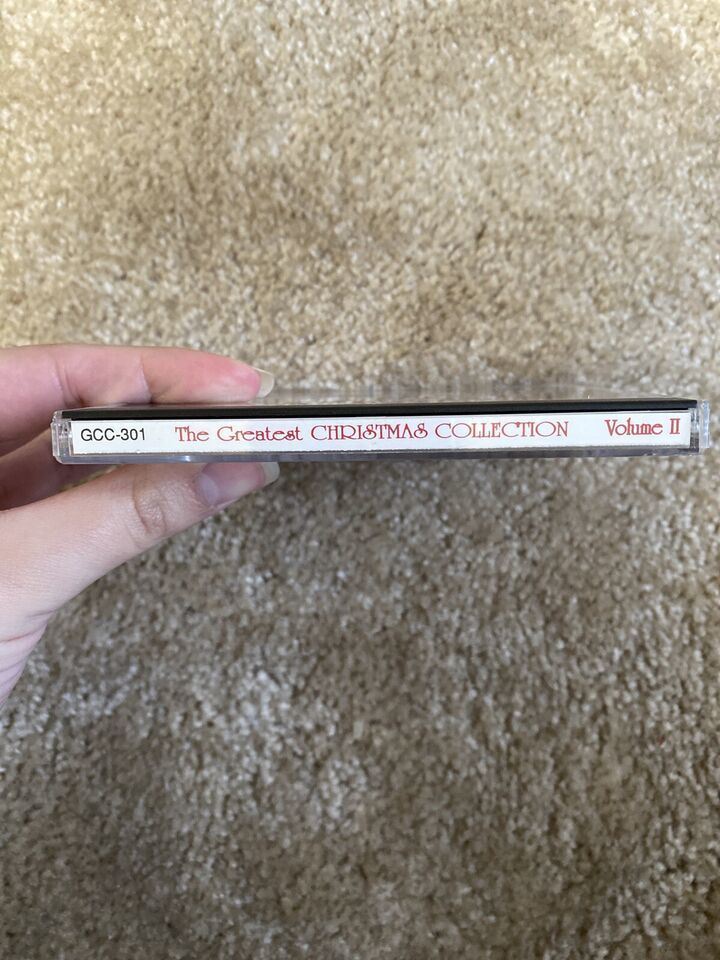 GCC-301 The Greatest CHRISTMAS COLLECTION Volume II